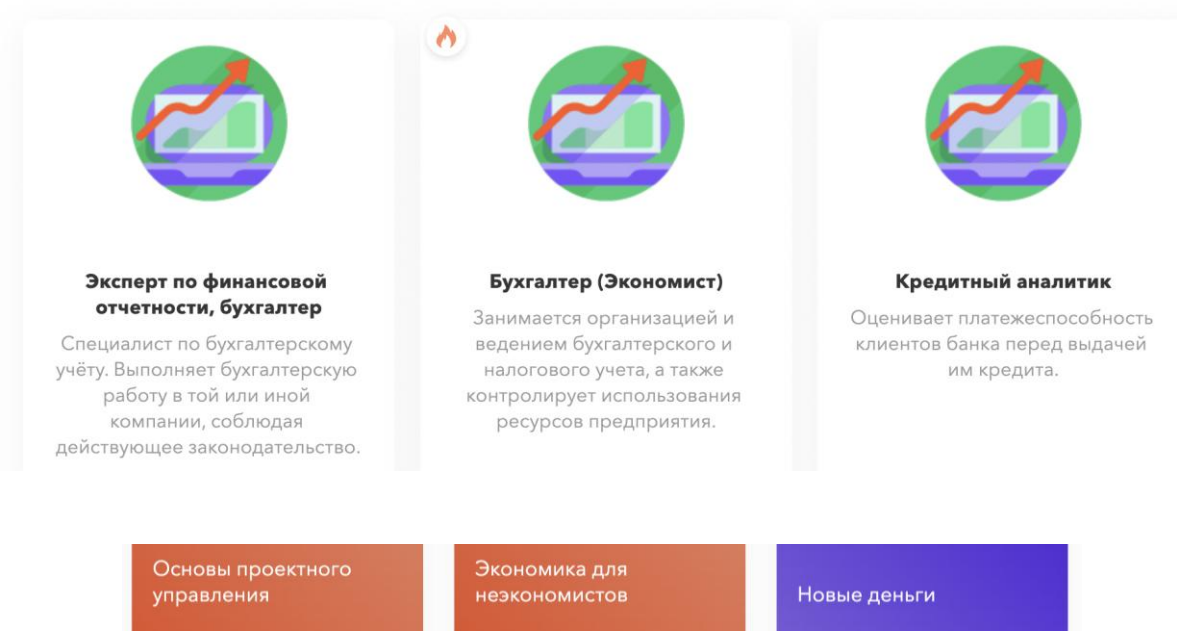 Эксперт по финансовой
отчетности, бухгалтер
Специалист по бухгалтерскому
учёту. Выполняет бухгалтерскую
работу в той или иной
компании, соблюдая
действующее законодательство.
Бухгалтер (Экономист)
Занимается организацией и
ведением бухгалтерского и
налогового учета, а также
контролирует использования
ресурсов предприятия.
Кредитный аналитик
Оценивает платежеспособность
клиентов банка перед выдачей
им кредита.
Основы проектного
управления
Экономика для
неэкономистов
Новые деньги